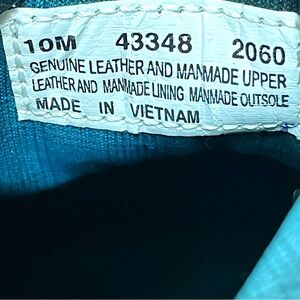 10M 43348 2060
GENUINE LEATHER AND MANMADE UPPER
LEATHER AND MANMADE LINING MANMADE OUTSOLE
MADE IN VIETNAM